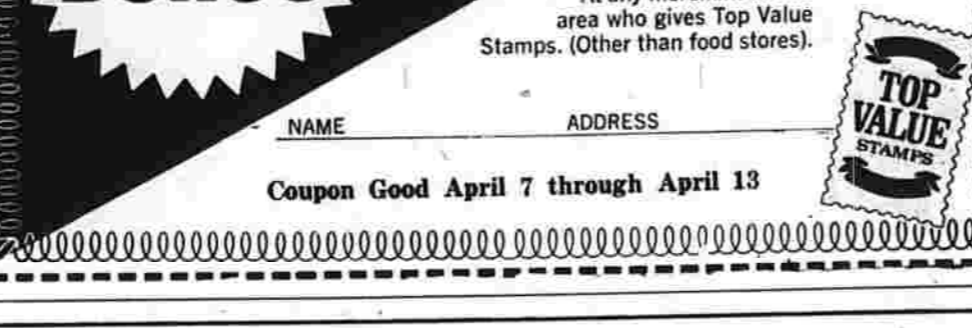 area who gives Top Value
Stamps. (Other than food stores).
NAME ADDRESS
Coupon Good April 7 through April 13
TOP
VALUE
STAMPS